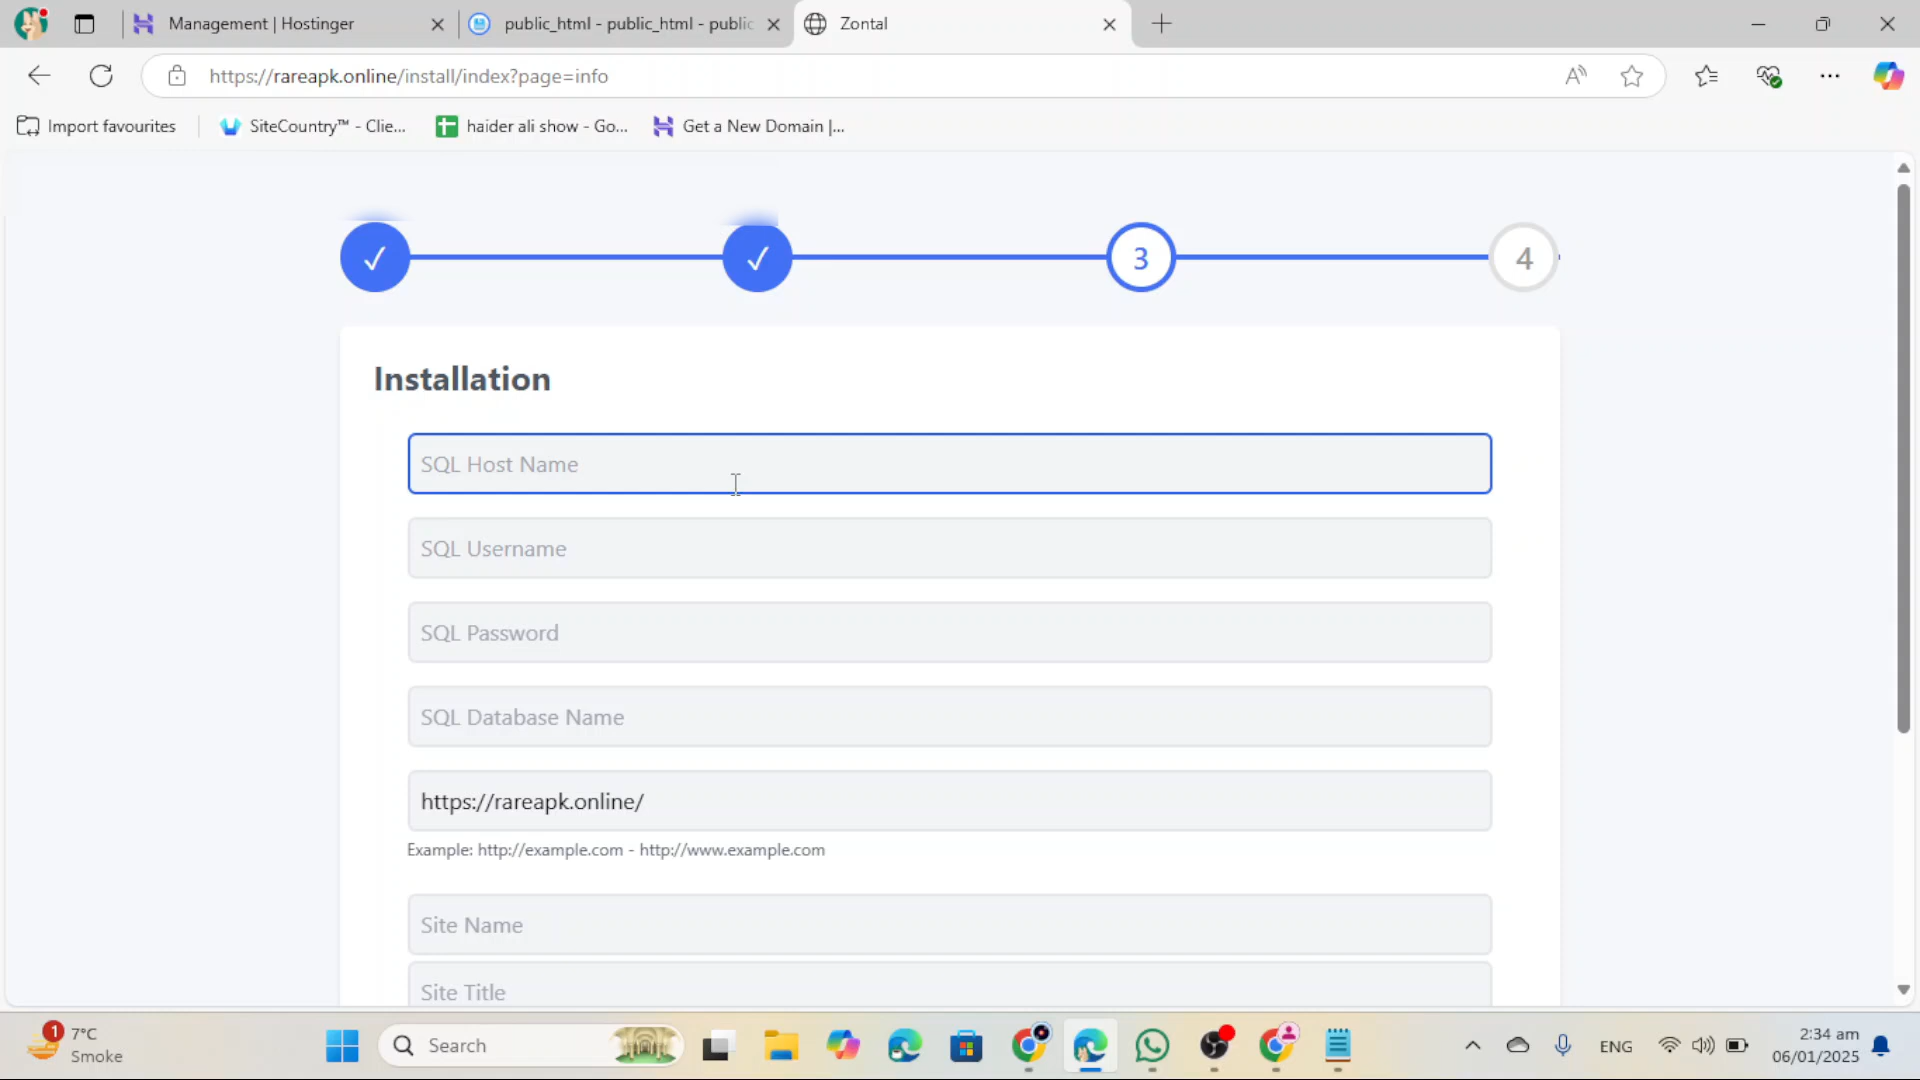 Management | Hostinger
public_html - public_html - public
Zontal
https://rareapk.online/install/index?page=info
Import favourites
SiteCountry™ - Clie...
haider ali show - Go...
Get a New Domain |...
3
4
Installation
SQL Host Name
SQL Username
SQL Password
SQL Database Name
https://rareapk.online/
Example: http://example.com - http://www.example.com
Site Name
Site Title
1
7°C
Smoke
Search
ENG
2:34 am
06/01/2025